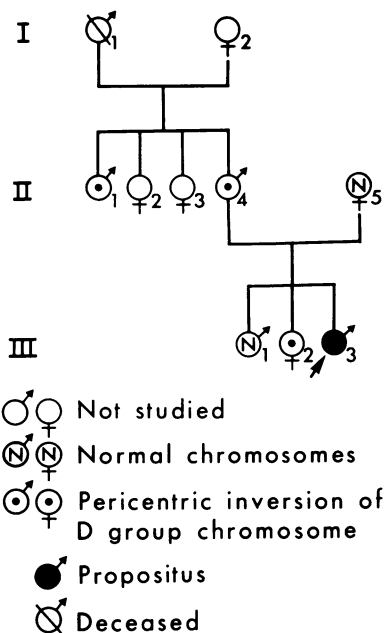 I
1 2
II
1 2 3 4 N 5
N 1 2 3
III
Not studied
N N Normal chromosomes
Pericentric inversion of
D group chromosome
Propositus
Deceased